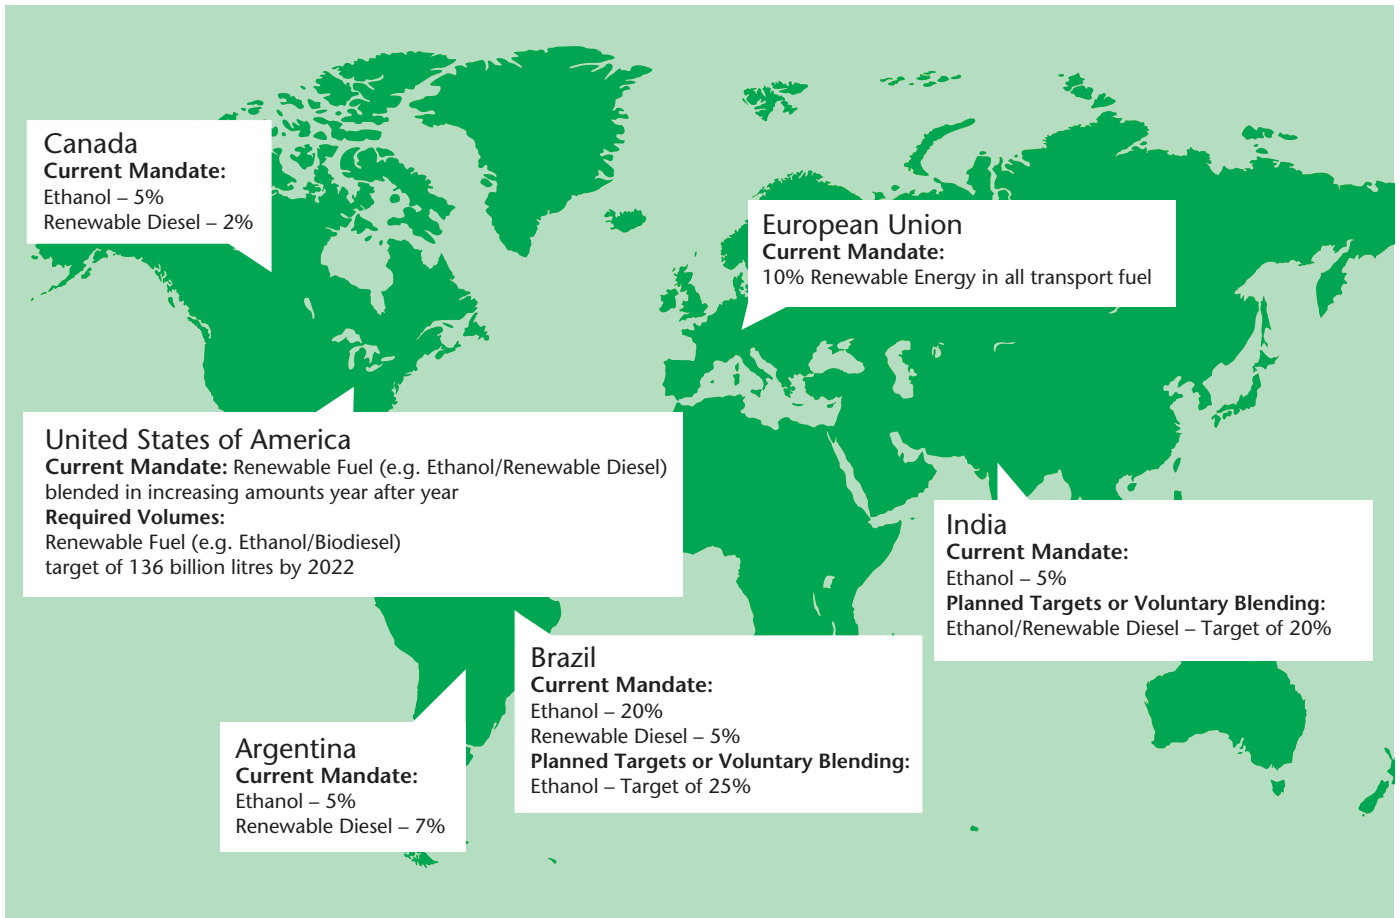 Canada
Current Mandate:
Ethanol – 5%
Renewable Diesel – 2%
European Union
Current Mandate:
10% Renewable Energy in all transport fuel
United States of America
Current Mandate: Renewable Fuel (e.g. Ethanol/Renewable Diesel)
blended in increasing amounts year after year
Required Volumes:
Renewable Fuel (e.g. Ethanol/Biodiesel)
target of 136 billion litres by 2022
India
Current Mandate:
Ethanol – 5%
Planned Targets or Voluntary Blending:
Ethanol/Renewable Diesel – Target of 20%
Brazil
Current Mandate:
Ethanol – 20%
Renewable Diesel – 5%
Planned Targets or Voluntary Blending:
Ethanol – Target of 25%
Argentina
Current Mandate:
Ethanol – 5%
Renewable Diesel – 7%